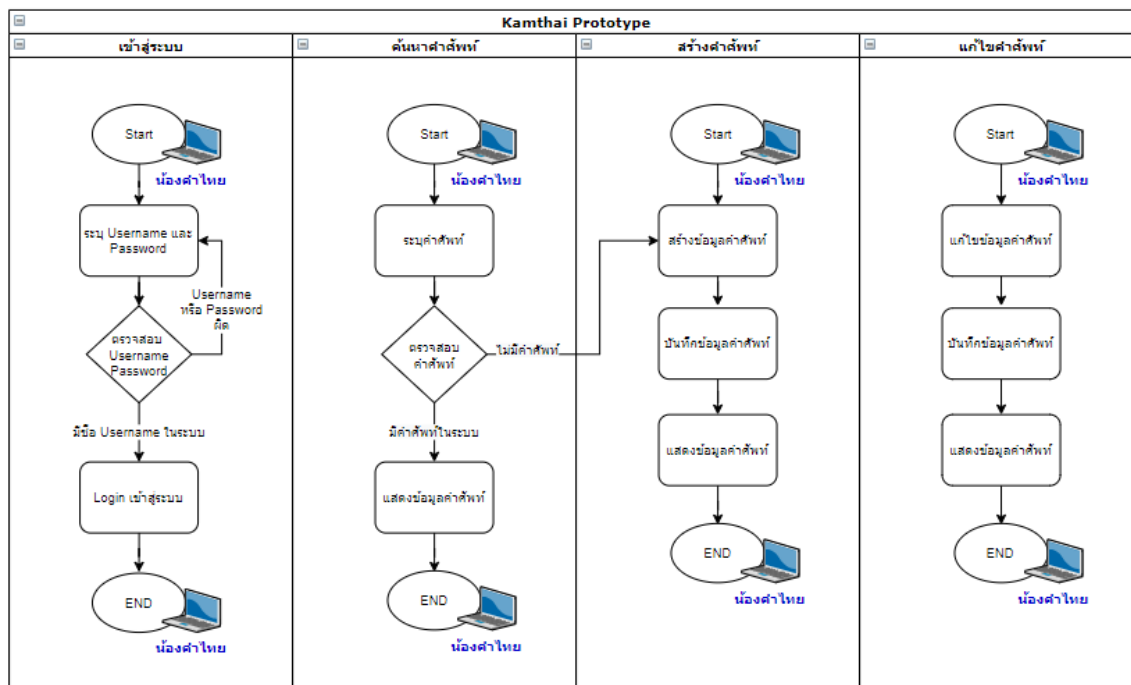 Kamthai Prototype
เข้าสู่ระบบ
ค้นหาคำศัพท์
สร้างคำศัพท์
แก้ไขคำศัพท์
Start
น้องคำไทย
ระบุ Username และ
Password
Username
หรือ Password
ผิด
ตรวจสอบ
Username
Password
มีชื่อ Username ในระบบ
Login เข้าสู่ระบบ
END
น้องคำไทย
Start
น้องคำไทย
ระบุคำศัพท์
ตรวจสอบ
คำศัพท์
ไม่มีคำศัพท์
มีคำศัพท์ในระบบ
แสดงข้อมูลคำศัพท์
END
น้องคำไทย
Start
น้องคำไทย
สร้างข้อมูลคำศัพท์
บันทึกข้อมูลคำศัพท์
แสดงข้อมูลคำศัพท์
END
น้องคำไทย
Start
น้องคำไทย
แก้ไขข้อมูลคำศัพท์
บันทึกข้อมูลคำศัพท์
แสดงข้อมูลคำศัพท์
END
น้องคำไทย